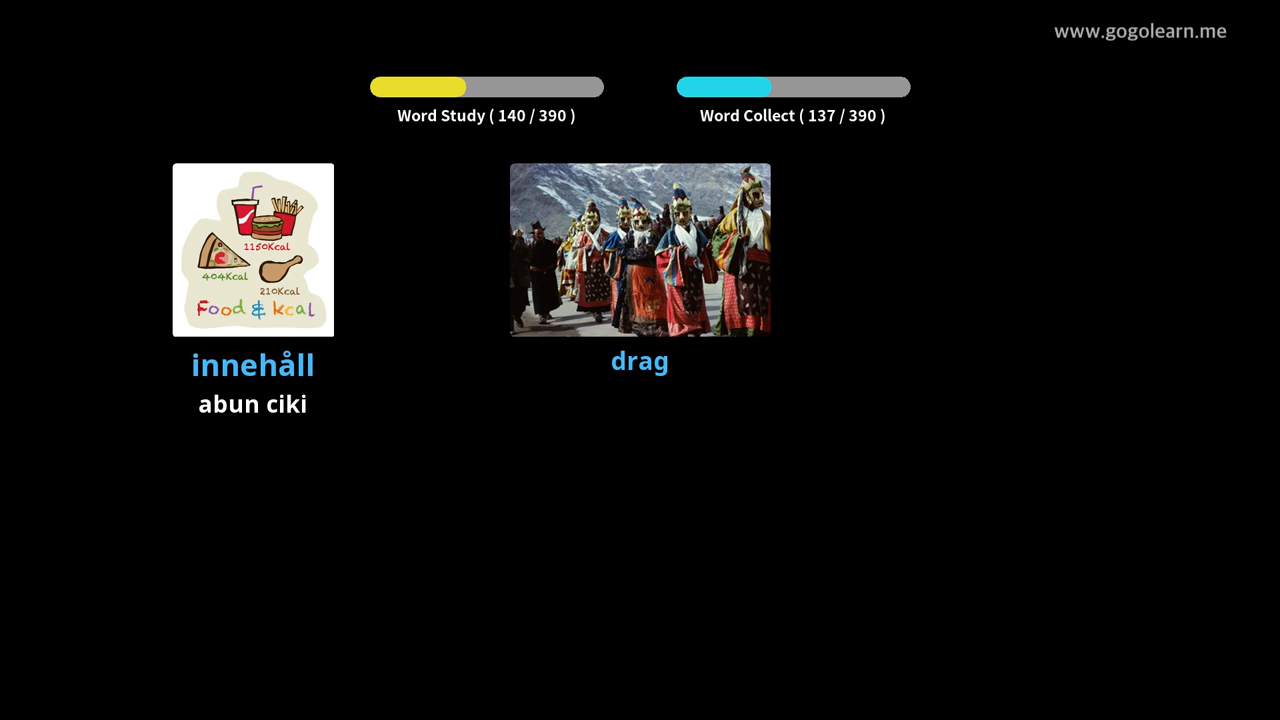 www.gogolearn.me
Word Study ( 140 / 390 )
Word Collect ( 137 / 390 )
1150Kcal
404Kcal
210Kcal
Food & kcal
innehåll
abun ciki
drag